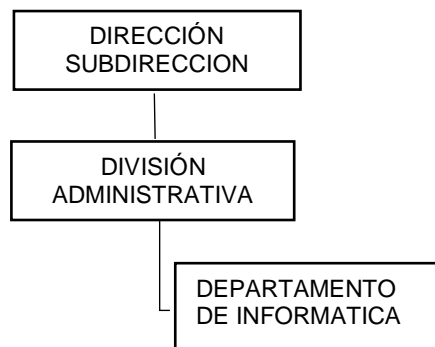 DIRECCIÓN
SUBDIRECCION
DIVISIÓN
ADMINISTRATIVA
DEPARTAMENTO
DE INFORMATICA